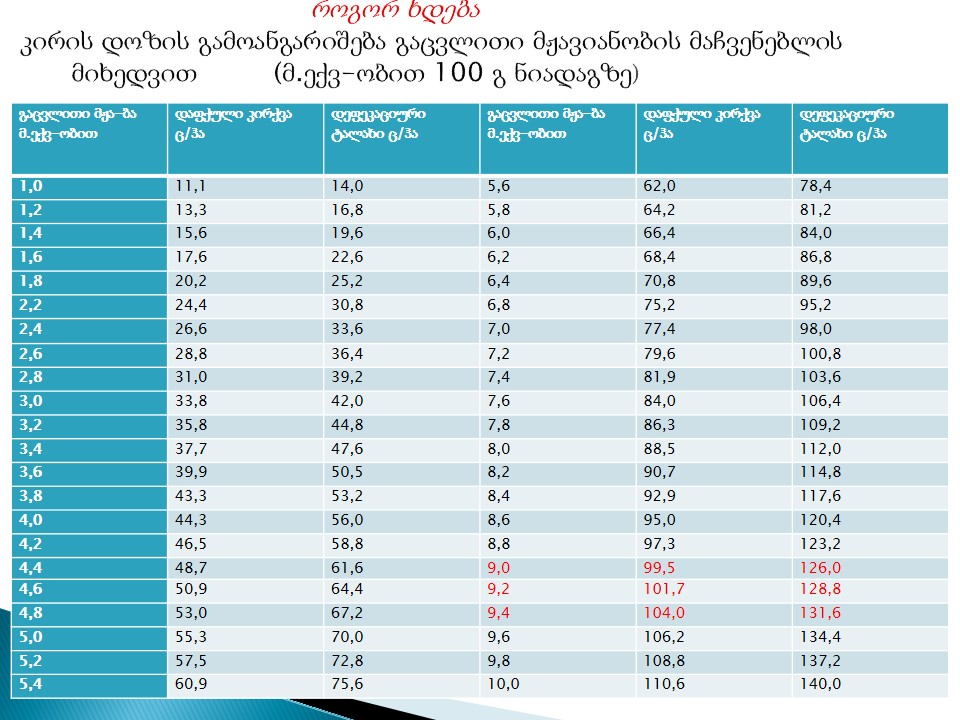 როგორ ხდება
კირის დოზის გამოანგარიშება გაცვლითი მჟავიანობის მაჩვენებლის
მიხედვით (მ.ექვ-ობით 100 გ ნიადაგზე)
გაცვლითი მჟა-ბა მ.ექვ-ობით დაფქული კირქვა ც/ჰა დეფეკაციური ტალახი ც/ჰა გაცვლითი მჟა-ბა მ.ექვ-ობით დაფქული კირქვა ც/ჰა დეფეკაციური ტალახი ც/ჰა
1,0 11,1 14,0 5,6 62,0 78,4
1,2 13,3 16,8 5,8 64,2 81,2
1,4 15,6 19,6 6,0 66,4 84,0
1,6 17,6 22,6 6,2 68,4 86,8
1,8 20,2 25,2 6,4 70,8 89,6
2,2 24,4 30,8 6,8 75,2 95,2
2,4 26,6 33,6 7,0 77,4 98,0
2,6 28,8 36,4 7,2 79,6 100,8
2,8 31,0 39,2 7,4 81,9 103,6
3,0 33,8 42,0 7,6 84,0 106,4
3,2 35,8 44,8 7,8 86,3 109,2
3,4 37,7 47,6 8,0 88,5 112,0
3,6 39,9 50,5 8,2 90,7 114,8
3,8 43,3 53,2 8,4 92,9 117,6
4,0 44,3 56,0 8,6 95,0 120,4
4,2 46,5 58,8 8,8 97,3 123,2
4,4 48,7 61,6 9,0 99,5 126,0
4,6 50,9 64,4 9,2 101,7 128,8
4,8 53,0 67,2 9,4 104,0 131,6
5,0 55,3 70,0 9,6 106,2 134,4
5,2 57,5 72,8 9,8 108,8 137,2
5,4 60,9 75,6 10,0 110,6 140,0